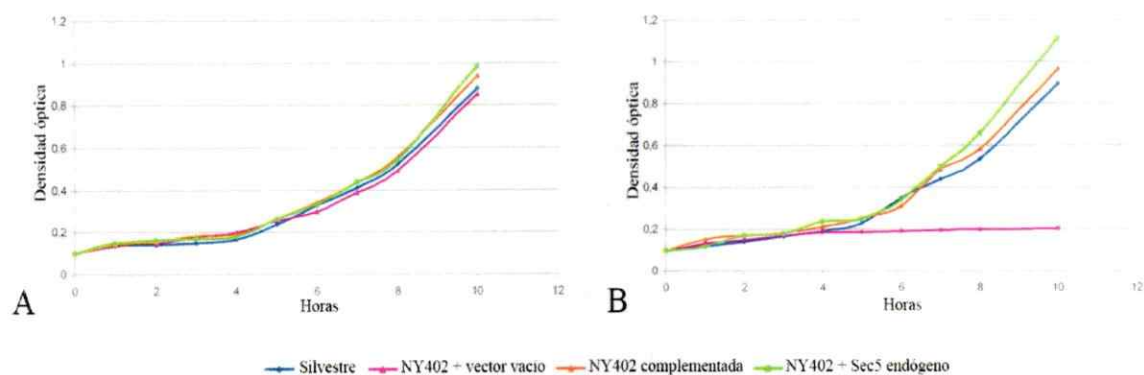 1,2
1
0,8
0,6
0,4
0,2
0
Densidad óptica
0 2 4 6 8 10 12
Horas
A
1,2
1
0,8
0,6
0,4
0,2
0
Densidad óptica
0 2 4 6 8 10 12
Horas
B
Silvestre NY402 + vector vacío NY402 complementada NY402 + Sec5 endógeno